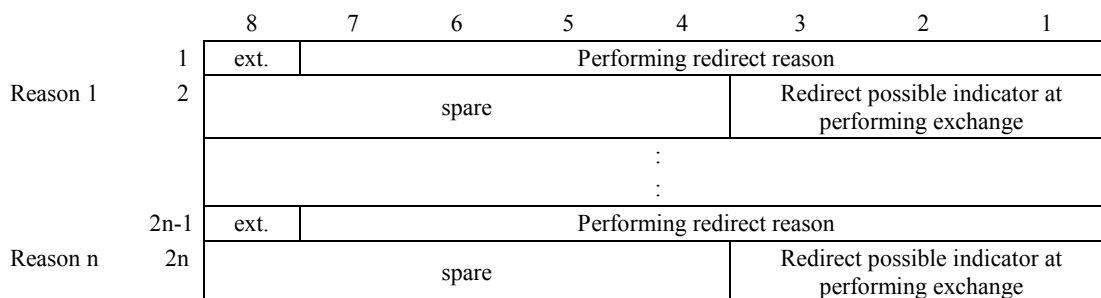 8 7 6 5 4 3 2 1
1 ext. Performing redirect reason
Reason 1 2 spare Redirect possible indicator at
performing exchange
:
:
2n-1 ext. Performing redirect reason
Reason n 2n spare Redirect possible indicator at
performing exchange